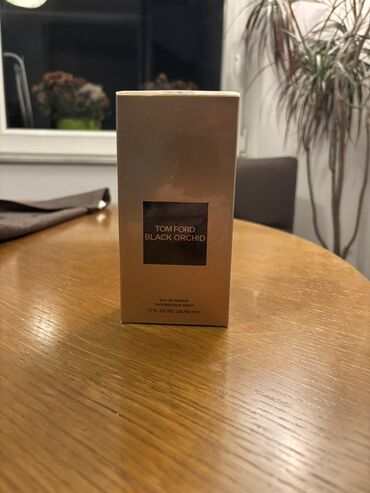 TOM FORD
BLACK ORCHID
EAU DE PARFUM
VAPORISATEUR SPRAY